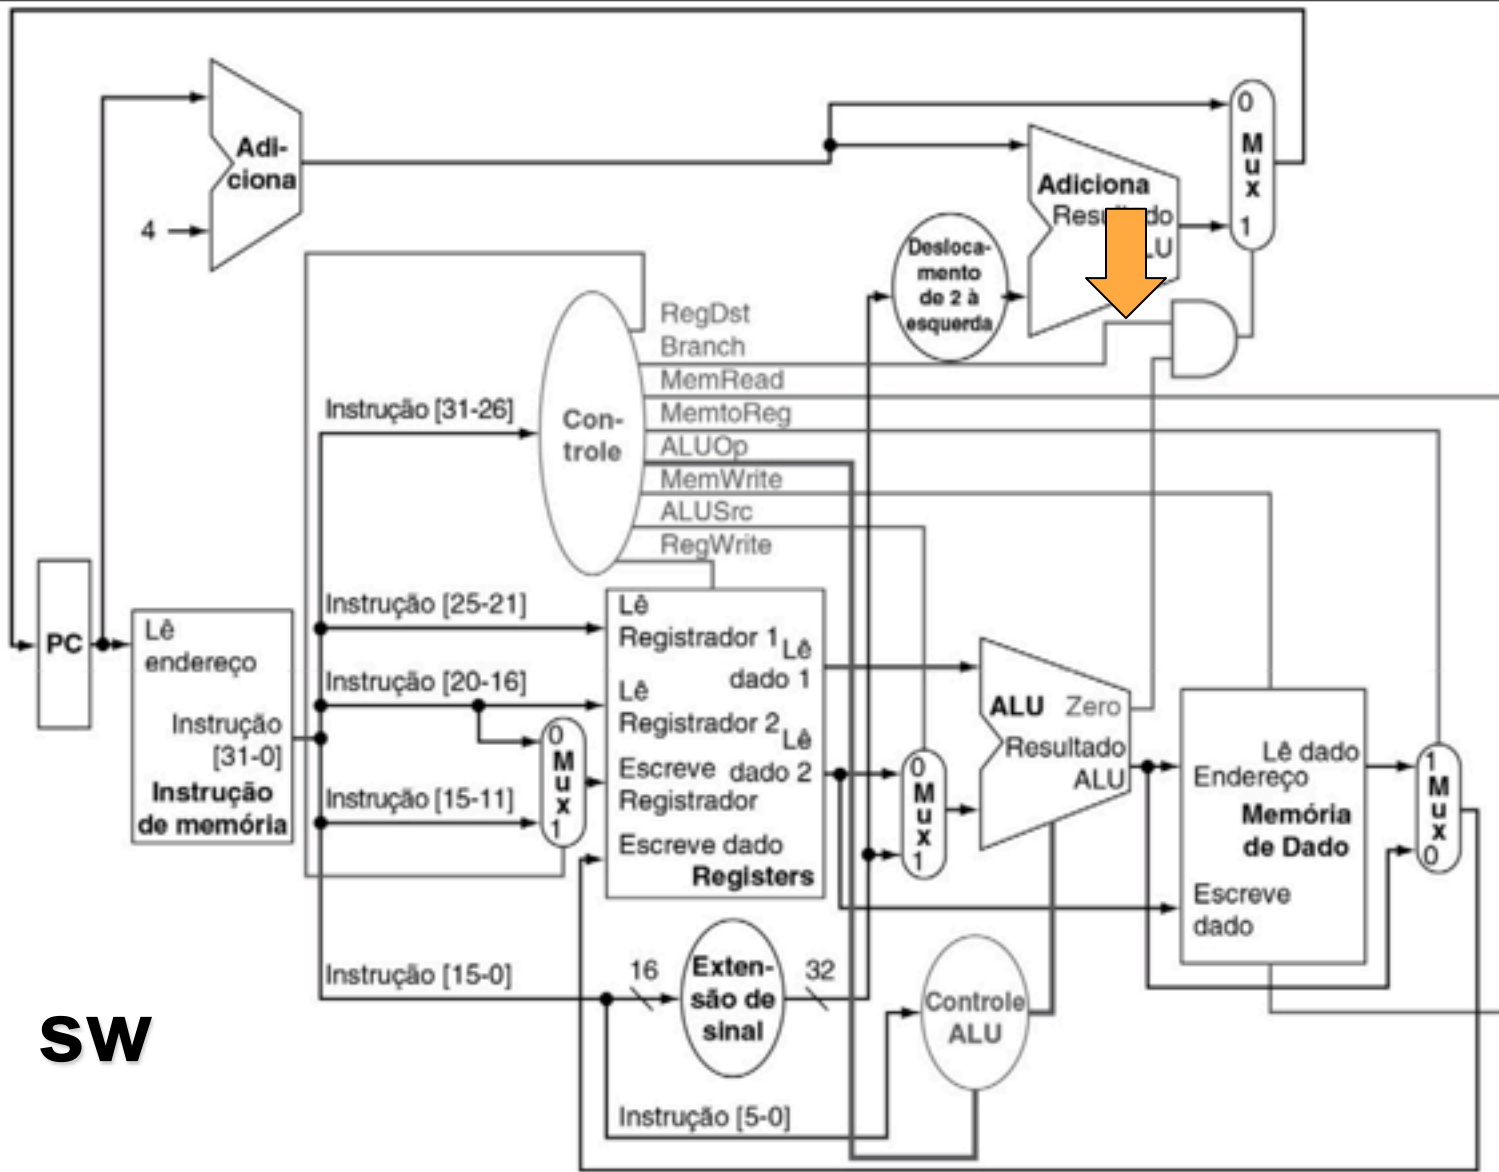 0
M
u
x
1
Adi-
ciona
4
Adiciona
ALU
Desloca-
mento
de 2 à
esquerda
RegDst
Branch
MemRead
MemtoReg
ALUOp
MemWrite
ALUSrc
RegWrite
Con-
trole
Instrução [31-26]
Instrução [25-21]
Instrução [20-16]
Instrução [15-11]
Instrução [15-0]
Instrução [5-0]
PC
Lê
endereço
Instrução
[31-0]
Instrução
de memória
0
M
u
x
1
Lê
Registrador 1
Lê
dado 1
Lê
Registrador 2
Lê
dado 2
Escreve
Registrador
Escreve dado
Registers
0
M
u
x
1
ALU Zero
Resultado
ALU
Lê dado
Endereço
Memória
de Dado
Escreve
dado
1
M
u
x
0
16
Exten-
são de
sinal
32
Controle
ALU
sw